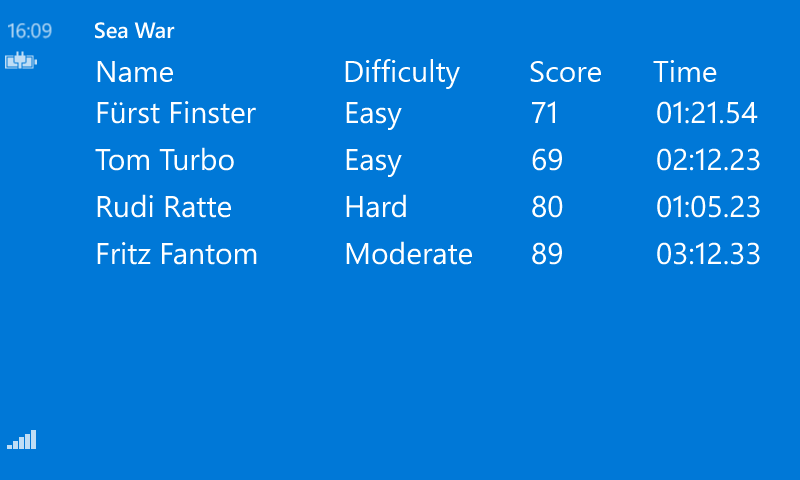 16:09 Sea War
Name Difficulty Score Time
Fürst Finster Easy 71 01:21.54
Tom Turbo Easy 69 02:12.23
Rudi Ratte Hard 80 01:05.23
Fritz Fantom Moderate 89 03:12.33